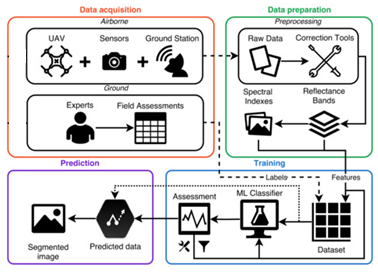 Data acquisition
Airborne
UAV
Sensors
Ground Station
Ground
Experts
Field Assessments
Data preparation
Preprocessing
Raw Data
Correction Tools
Spectral
Indexes
Reflectance
Bands
Prediction
Segmented
image
Predicted data
Training
Labels
Features
Assessment
ML Classifier
Dataset